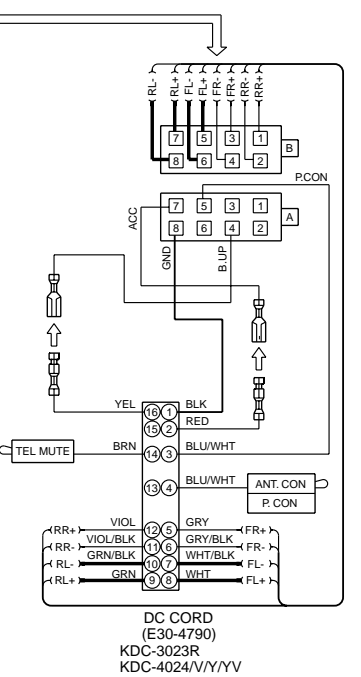 RL- RL+ FL- FL+ FR- FR+ RR- RR+
7 5 3 1
8 6 4 2
B
P.CON
7 5 3 1
8 6 4 2
A
ACC
GND
B.UP
YEL 16 1 BLK
15 2 RED
TEL MUTE BRN 14 3 BLU/WHT
13 4 BLU/WHT ANT. CON
P. CON
RR+ VIOL 12 5 GRY FR+
RR- VIOL/BLK 11 6 GRY/BLK FR-
RL- GRN/BLK 10 7 WHT/BLK FL-
RL+ GRN 9 8 WHT FL+
DC CORD
(E30-4790)
KDC-3023R
KDC-4024/V/Y/YV